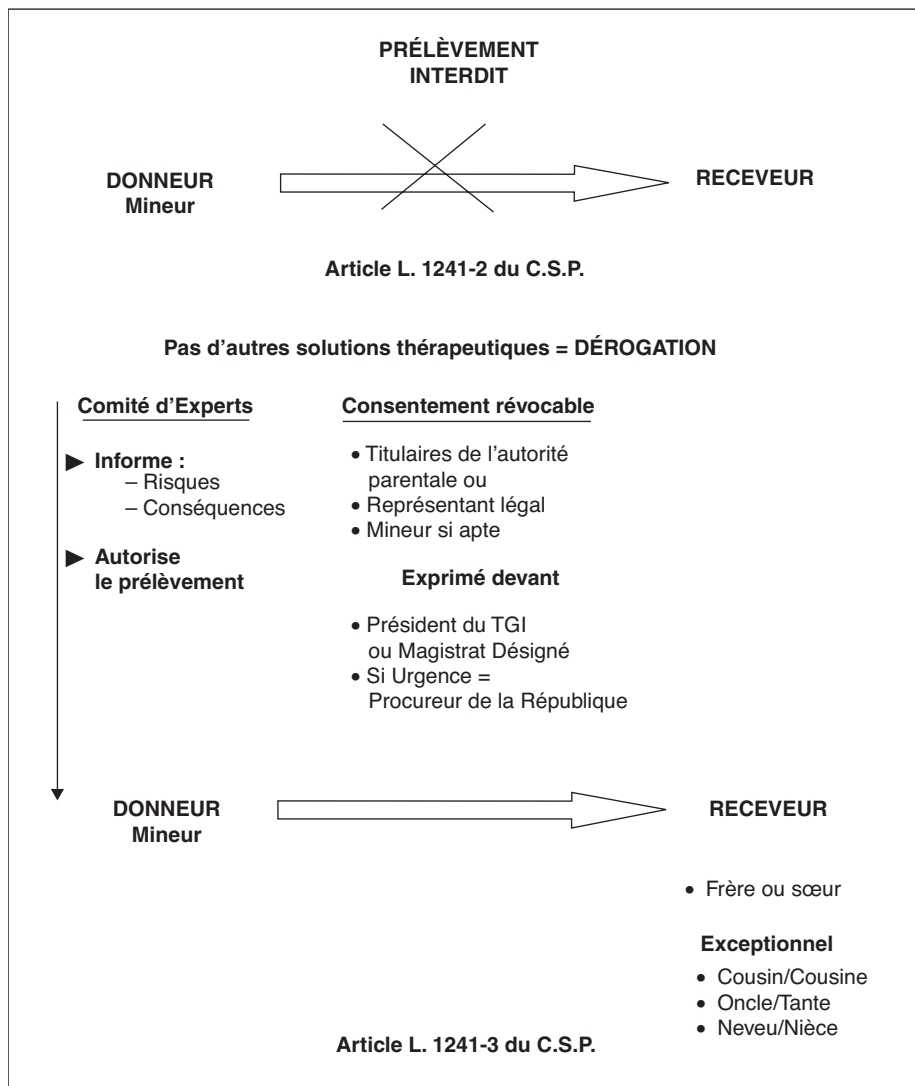 PRÉLÈVEMENT
INTERDIT
DONNEUR
Mineur
RECEVEUR
Article L. 1241-2 du C.S.P.
Pas d'autres solutions thérapeutiques = DÉROGATION
Comité d'Experts
► Informe :
– Risques
– Conséquences
► Autorise
le prélèvement
Consentement révocable
• Titulaires de l'autorité
parentale ou
• Représentant légal
• Mineur si apte
Exprimé devant
• Président du TGI
ou Magistrat Désigné
• Si Urgence =
Procureur de la République
DONNEUR
Mineur
RECEVEUR
• Frère ou sœur
Exceptionnel
• Cousin/Cousine
• Oncle/Tante
• Neveu/Nièce
Article L. 1241-3 du C.S.P.